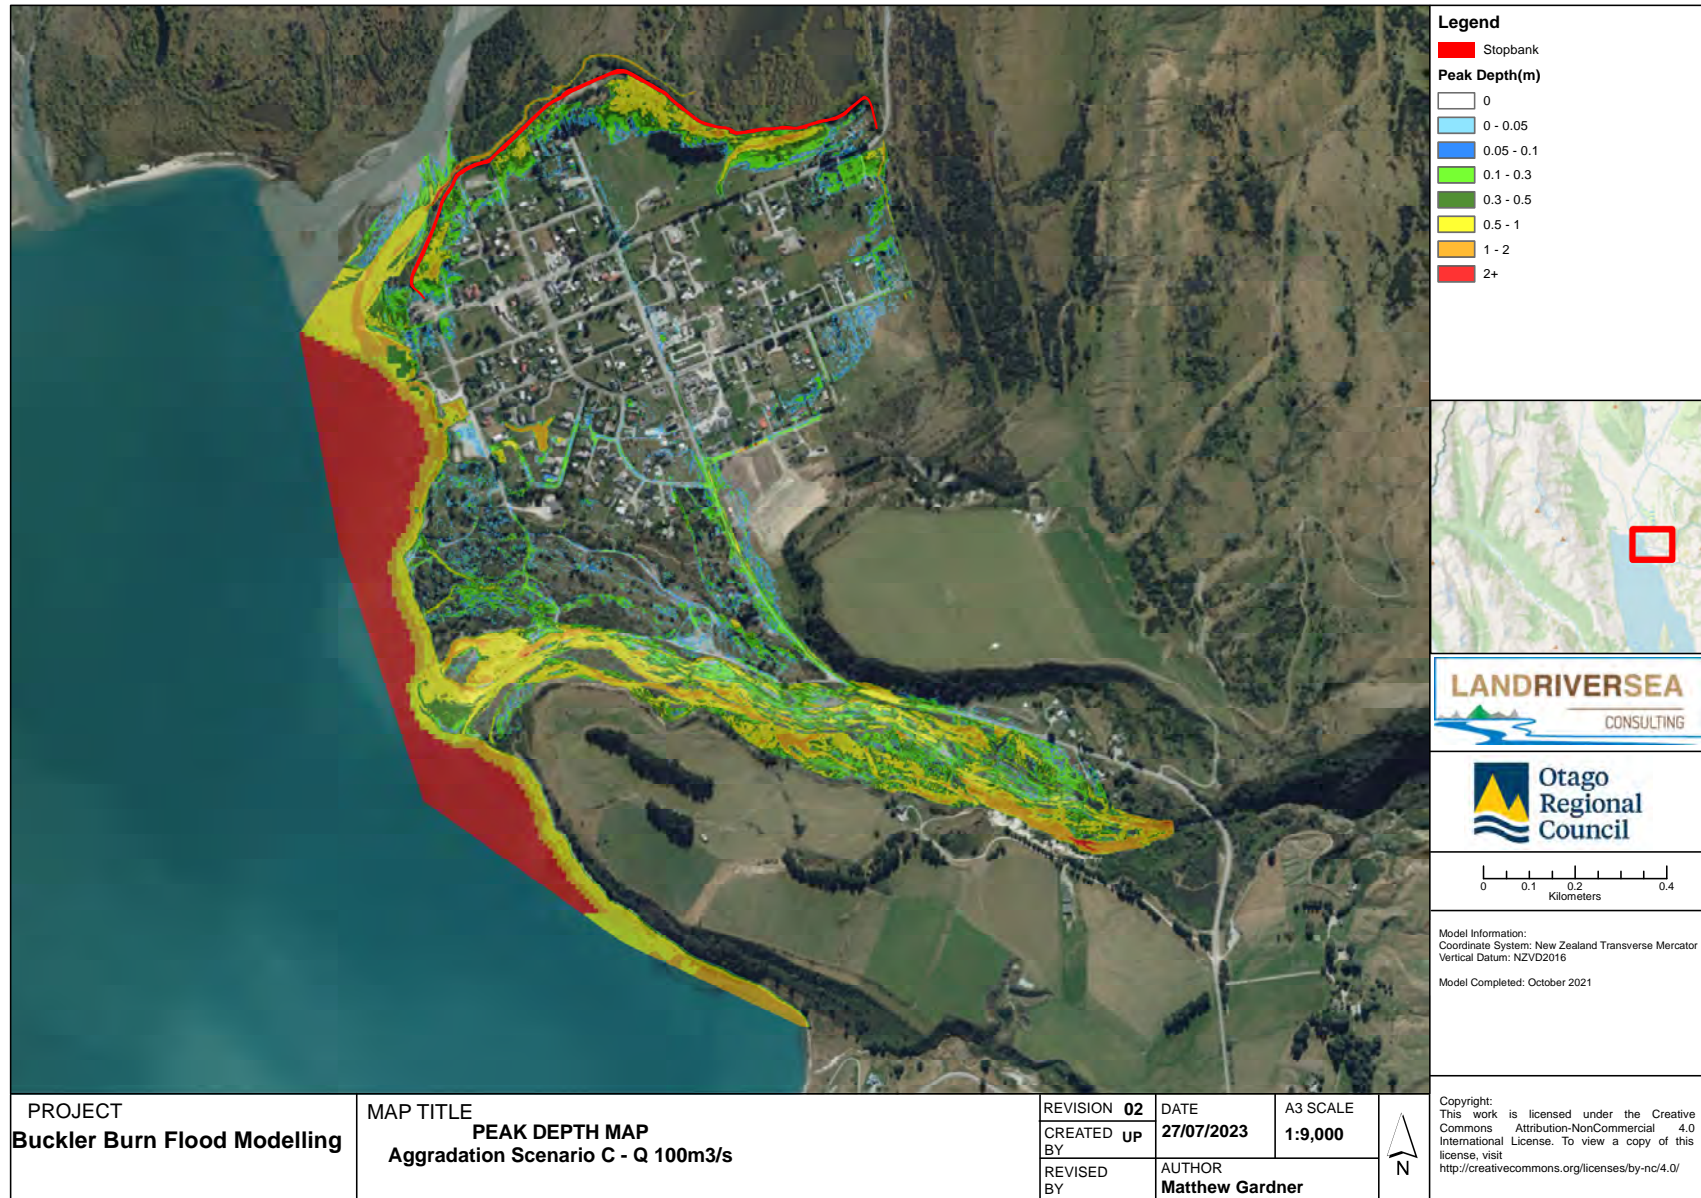 Legend
Stopbank
Peak Depth(m)
0
0 - 0.05
0.05 - 0.1
0.1 - 0.3
0.3 - 0.5
0.5 - 1
1 - 2
2+
LANDRIVERSEA
CONSULTING
Otago
Regional
Council
0 0.1 0.2 0.4
Kilometers
Model Information:
Coordinate System: New Zealand Transverse Mercator
Vertical Datum: NZVD2016
Model Completed: October 2021
Copyright:
This work is licensed under the Creative
Commons Attribution-NonCommercial 4.0
International License. To view a copy of this
license, visit
http://creativecommons.org/licenses/by-nc/4.0/
PROJECT
Buckler Burn Flood Modelling
MAP TITLE
PEAK DEPTH MAP
Aggradation Scenario C - Q 100m3/s
REVISION 02
CREATED BY UP
REVISED BY
DATE
27/07/2023
A3 SCALE
1:9,000
AUTHOR
Matthew Gardner
N